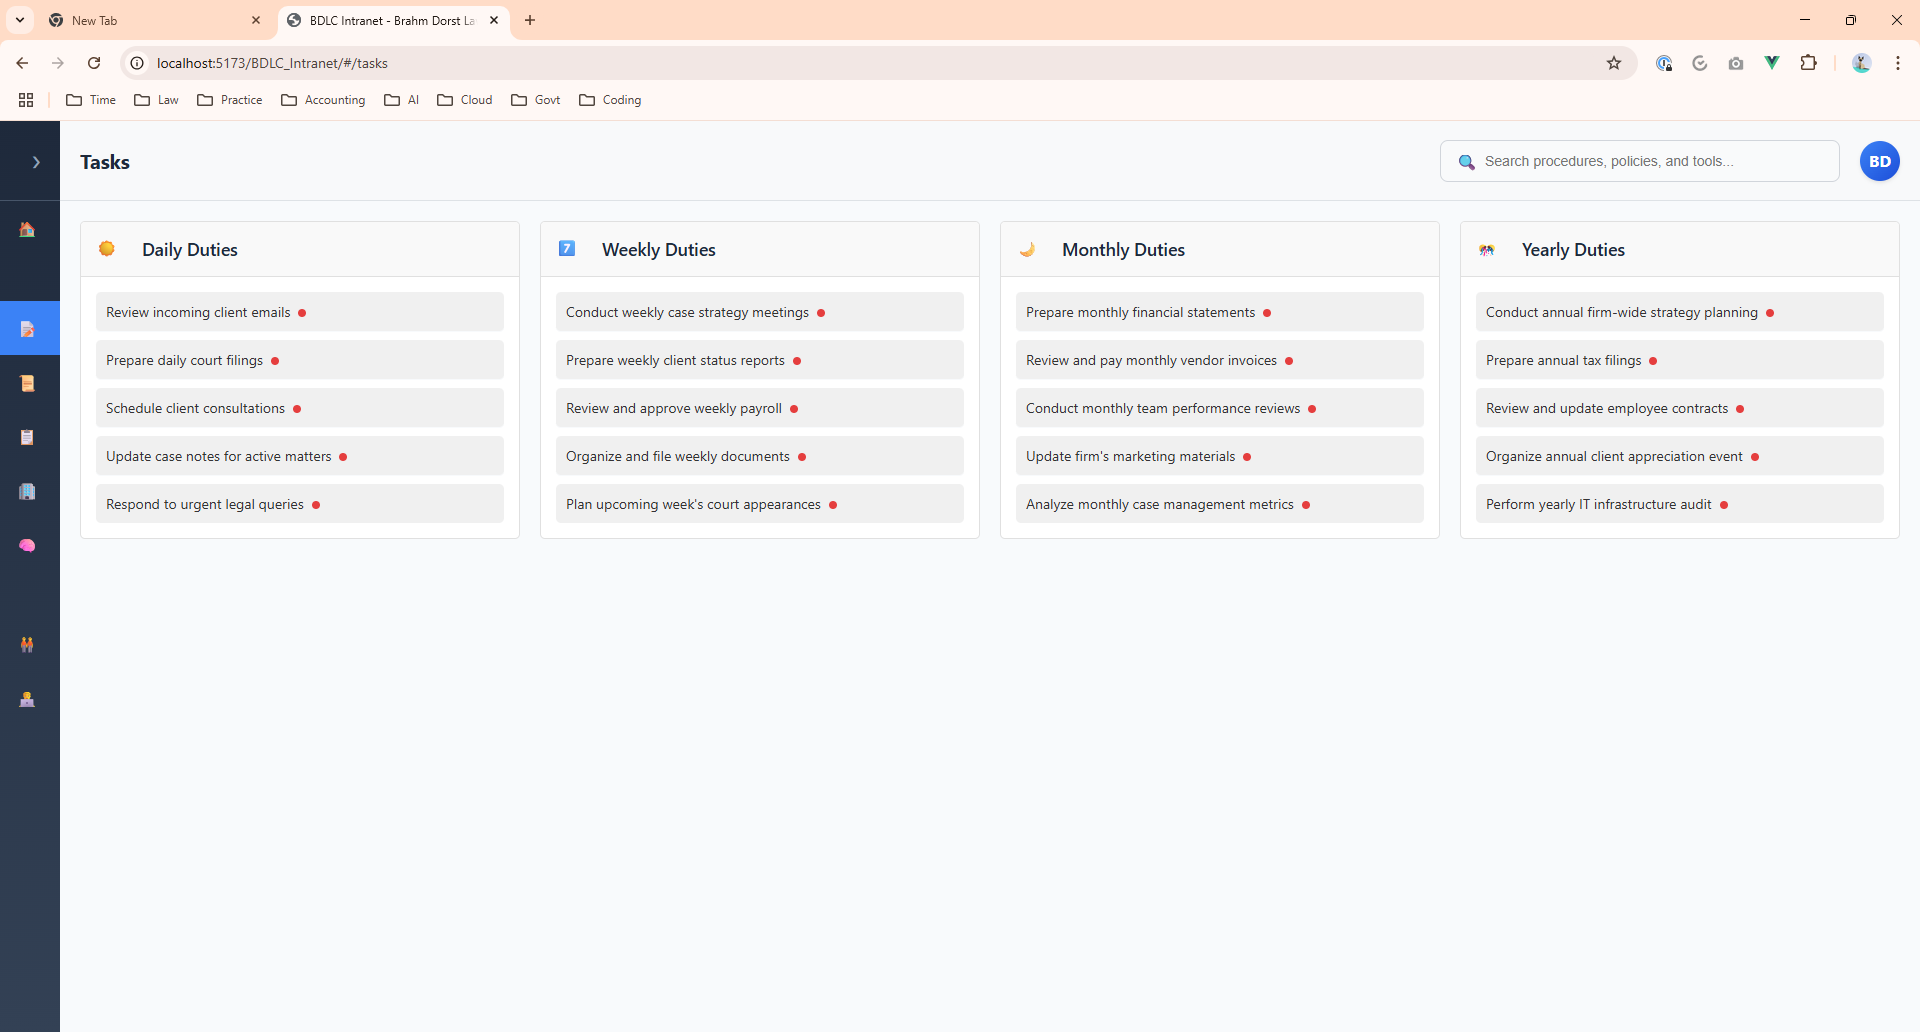 New Tab
BDLC Intranet - Brahm Dorst La
localhost:5173/BDLC_Intranet/#/tasks
Time
Law
Practice
Accounting
AI
Cloud
Govt
Coding
Tasks
Search procedures, policies, and tools...
BD
Daily Duties
Review incoming client emails
Prepare daily court filings
Schedule client consultations
Update case notes for active matters
Respond to urgent legal queries
7
Weekly Duties
Conduct weekly case strategy meetings
Prepare weekly client status reports
Review and approve weekly payroll
Organize and file weekly documents
Plan upcoming week's court appearances
Monthly Duties
Prepare monthly financial statements
Review and pay monthly vendor invoices
Conduct monthly team performance reviews
Update firm's marketing materials
Analyze monthly case management metrics
Yearly Duties
Conduct annual firm-wide strategy planning
Prepare annual tax filings
Review and update employee contracts
Organize annual client appreciation event
Perform yearly IT infrastructure audit